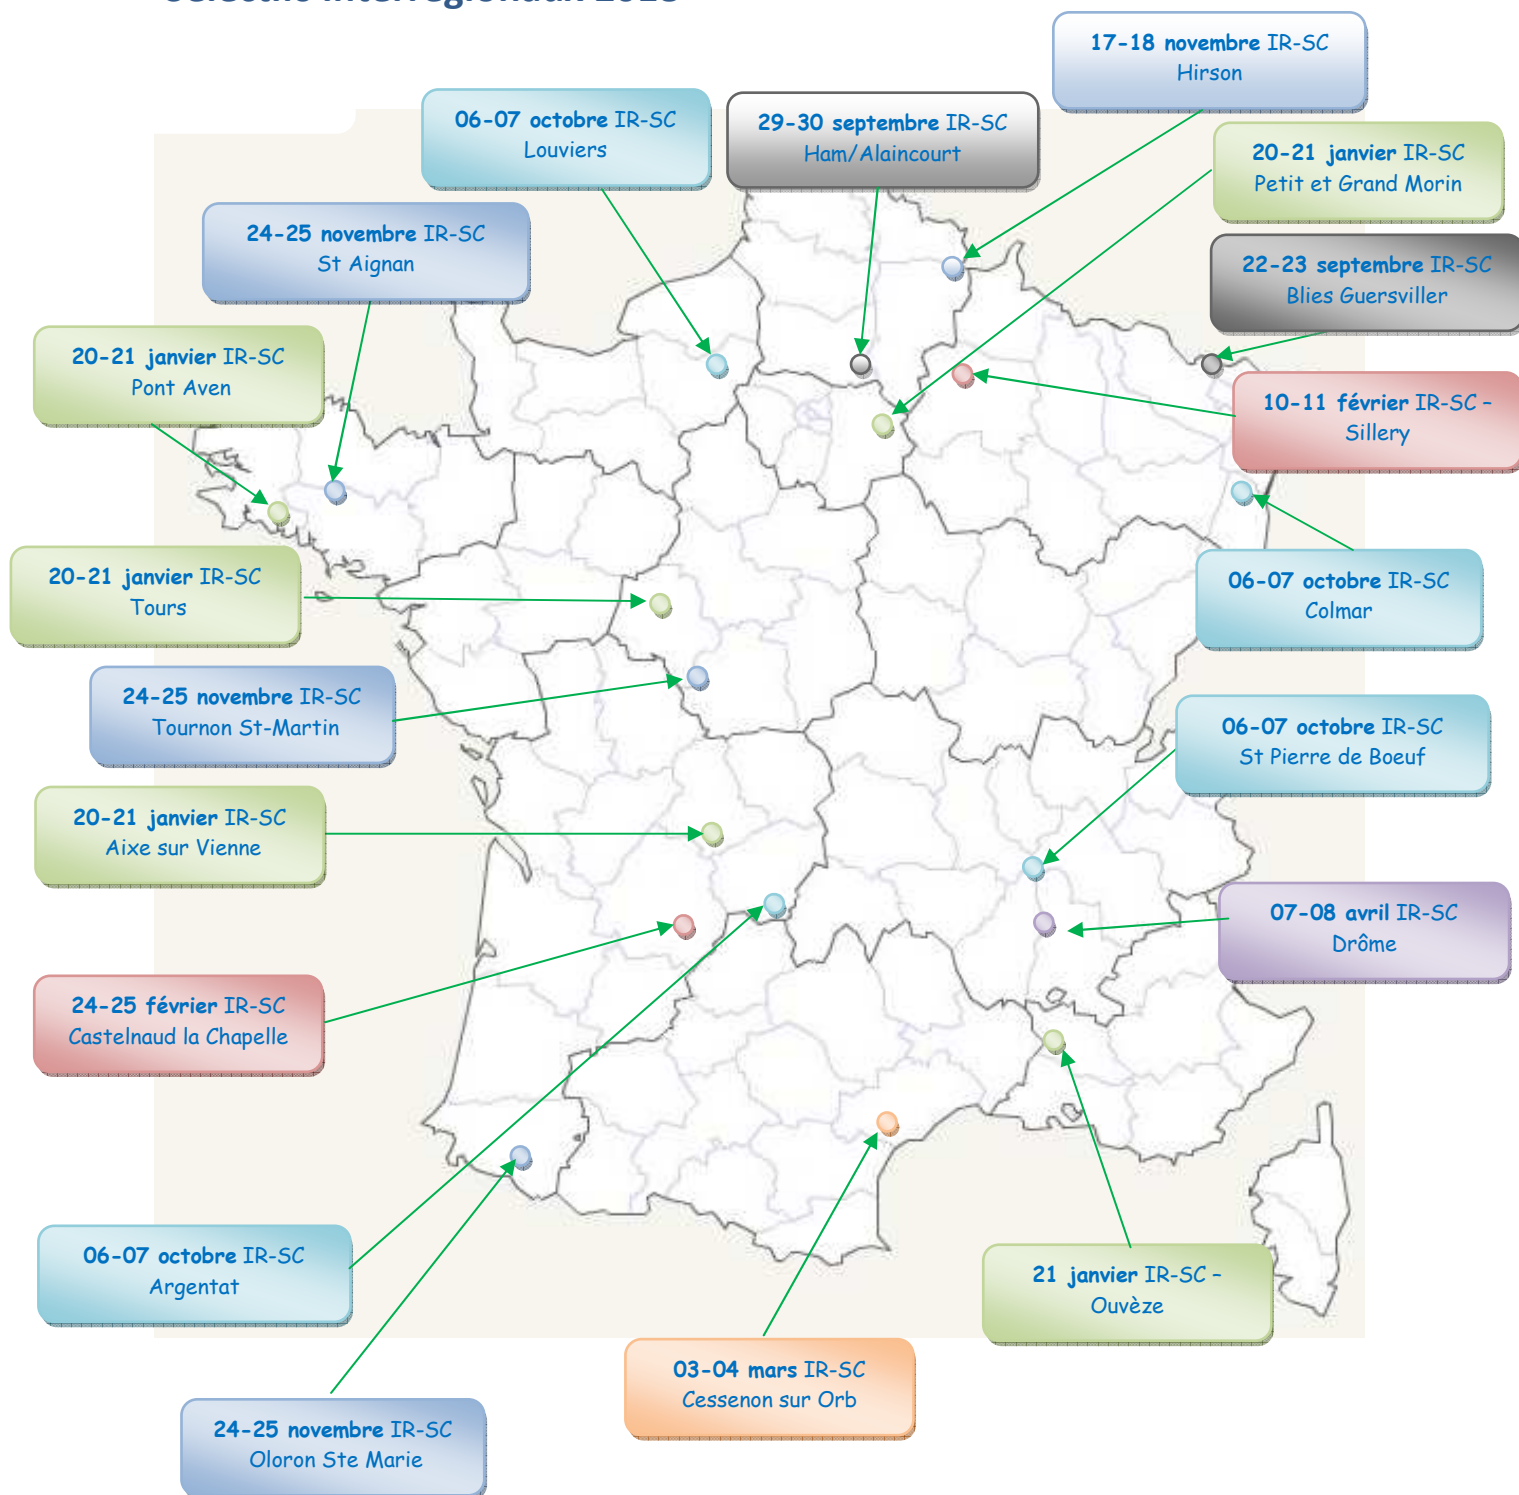 17-18 novembre IR-SC
Hirson
06-07 octobre IR-SC
Louviers
29-30 septembre IR-SC
Ham/Alaincourt
20-21 janvier IR-SC
Petit et Grand Morin
24-25 novembre IR-SC
St Aignan
22-23 septembre IR-SC
Blies Guersviller
20-21 janvier IR-SC
Pont Aven
10-11 février IR-SC –
Sillery
20-21 janvier IR-SC
Tours
06-07 octobre IR-SC
Colmar
24-25 novembre IR-SC
Tournon St-Martin
06-07 octobre IR-SC
St Pierre de Boeuf
20-21 janvier IR-SC
Aixe sur Vienne
07-08 avril IR-SC
Drôme
24-25 février IR-SC
Castelnaud la Chapelle
06-07 octobre IR-SC
Argentat
21 janvier IR-SC –
Ouvèze
03-04 mars IR-SC
Cessenon sur Orb
24-25 novembre IR-SC
Oloron Ste Marie